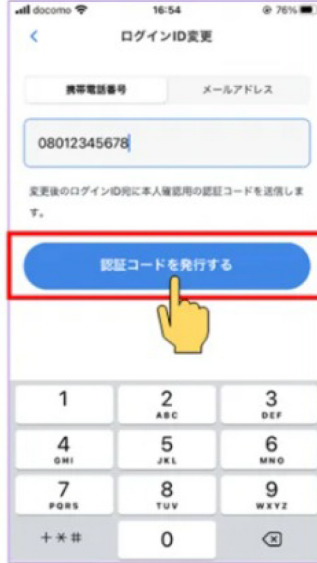 docomo 16:54 76%
ログインID変更
携帯電話番号 メールアドレス
08012345678
変更後のログインID宛に本人確認用の認証コードを送信しま
す。
認証コードを発行する
1 2 3
ABC DEF
4 5 6
GHI JKL MNO
7 8 9
PQRS TUV WXYZ
+*# 0